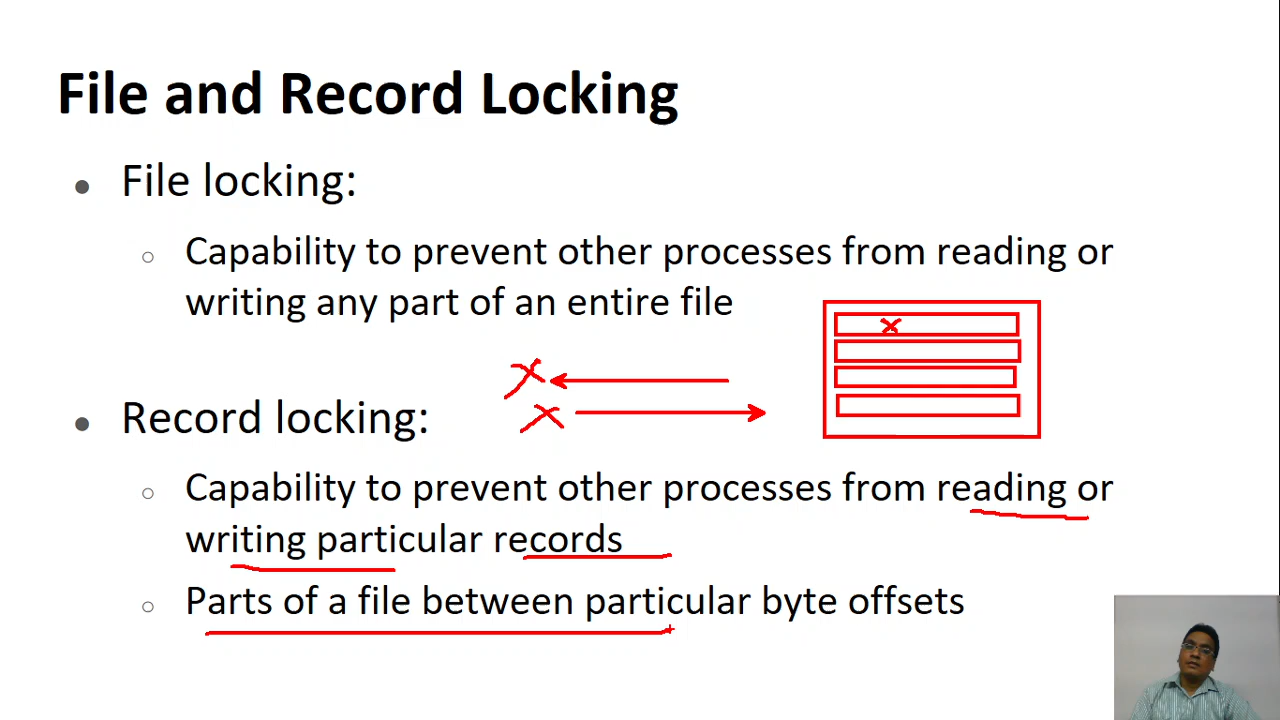 File and Record Locking
● File locking:
○ Capability to prevent other processes from reading or
writing any part of an entire file
● Record locking:
○ Capability to prevent other processes from reading or
writing particular records
○ Parts of a file between particular byte offsets